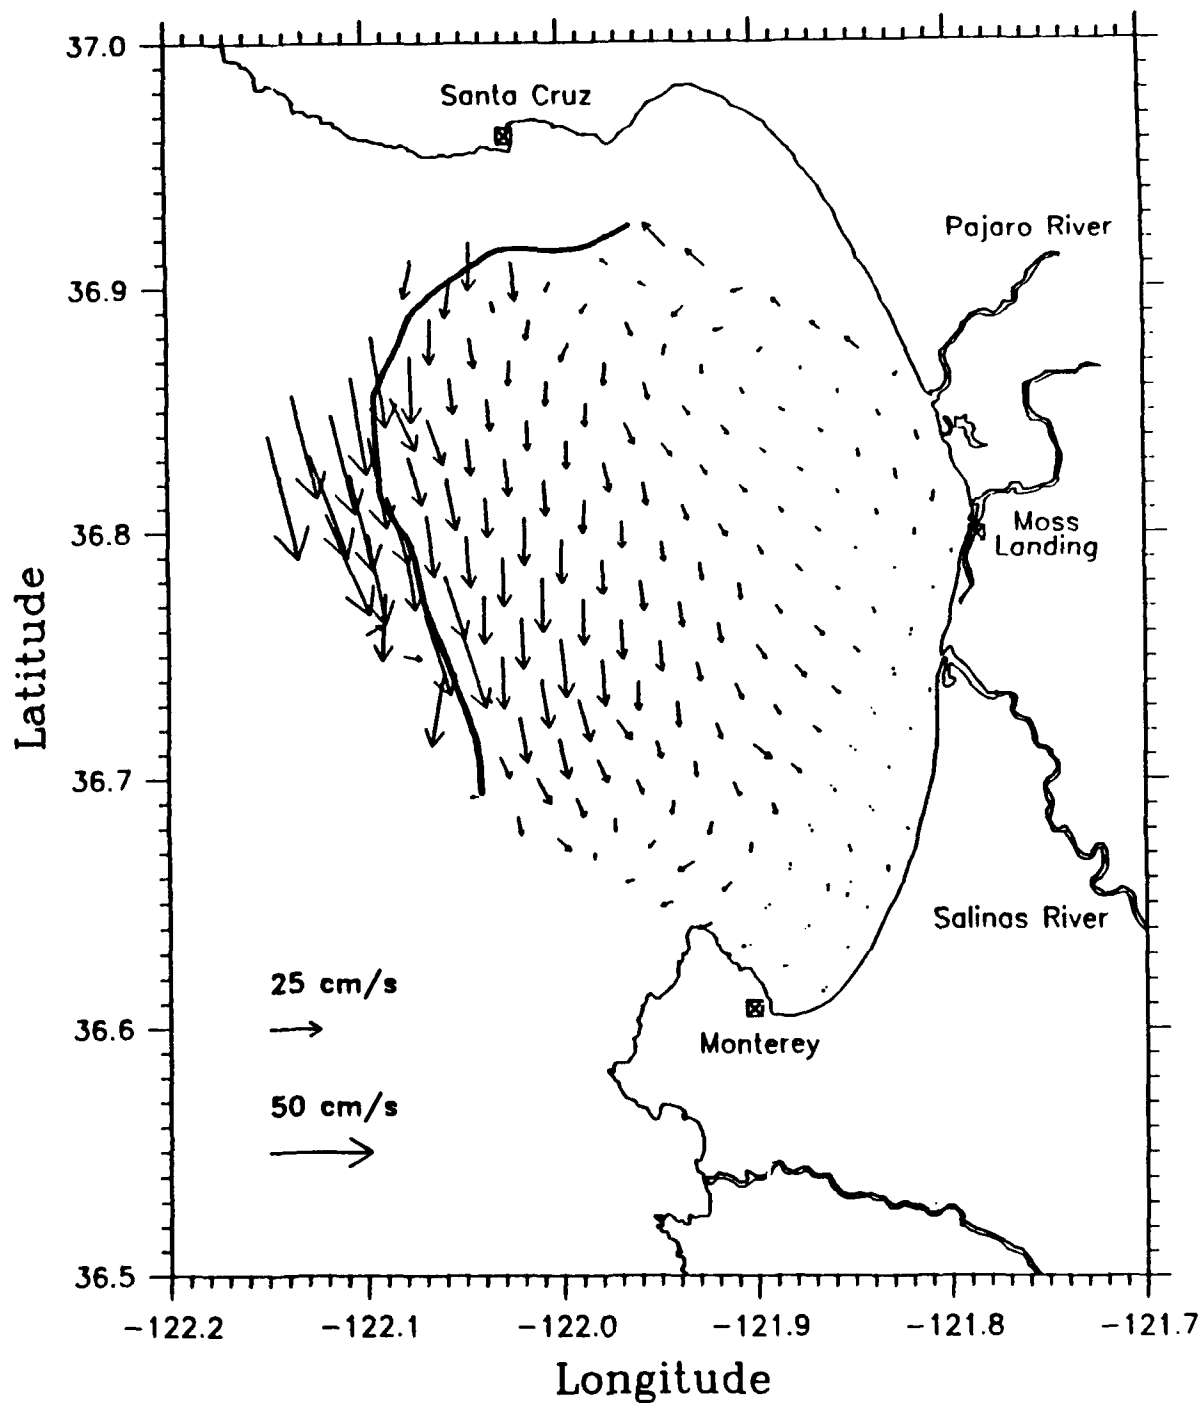 37.0
Santa Cruz
Pajaro River
36.9
36.8
Moss
Landing
Latitude
36.7
Salinas River
25 cm/s
36.6
Monterey
50 cm/s
36.5
-122.2 -122.1 -122.0 -121.9 -121.8 -121.7
Longitude